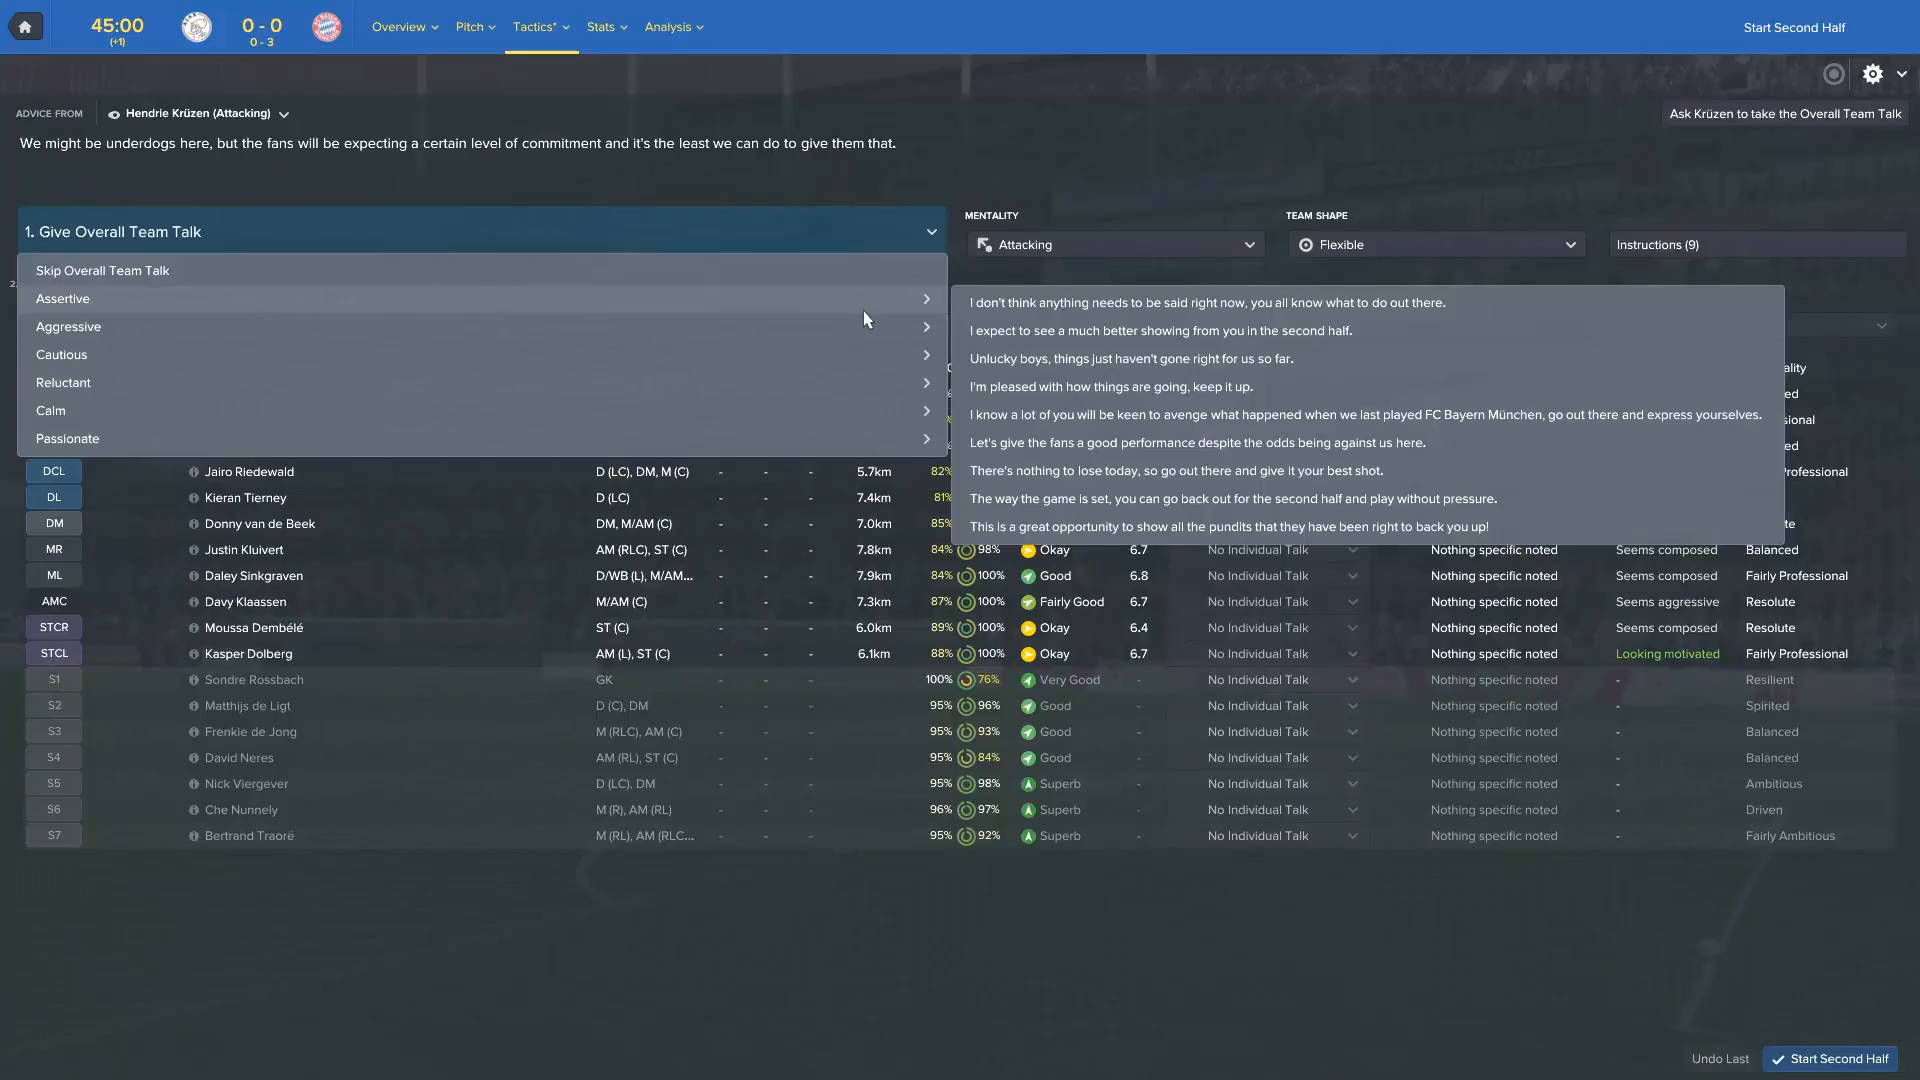 45:00
(+1)
0 - 0
0 - 3
Overview
Pitch
Tactics*
Stats
Analysis
Start Second Half
ADVICE FROM
Hendrie Krüzen (Attacking)
Ask Krüzen to take the Overall Team Talk
We might be underdogs here, but the fans will be expecting a certain level of commitment and it's the least we can do to give them that.
1. Give Overall Team Talk
MENTALITY
Attacking
TEAM SHAPE
Flexible
Instructions (9)
Skip Overall Team Talk
Assertive
Aggressive
Cautious
Reluctant
Calm
Passionate
I don't think anything needs to be said right now, you all know what to do out there.
I expect to see a much better showing from you in the second half.
Unlucky boys, things just haven't gone right for us so far.
I'm pleased with how things are going, keep it up.
I know a lot of you will be keen to avenge what happened when we last played FC Bayern München, go out there and express yourselves.
Let's give the fans a good performance despite the odds being against us here.
There's nothing to lose today, so go out there and give it your best shot.
The way the game is set, you can go back out for the second half and play without pressure.
This is a great opportunity to show all the pundits that they have been right to back you up!
DCL Jairo Riedewald D (LC), DM, M (C) - - - 5.7km 82%
DL Kieran Tierney D (LC) - - - 7.4km 81%
DM Donny van de Beek DM, M/AM (C) - - - 7.0km 85%
MR Justin Kluivert AM (RLC), ST (C) - - - 7.8km 84% 98% Okay 6.7 No Individual Talk Nothing specific noted Seems composed Balanced
ML Daley Sinkgraven D/WB (L), M/AM... - - - 7.9km 84% 100% Good 6.8 No Individual Talk Nothing specific noted Seems composed Fairly Professional
AMC Davy Klaassen M/AM (C) - - - 7.3km 87% 100% Fairly Good 6.7 No Individual Talk Nothing specific noted Seems aggressive Resolute
STCR Moussa Dembélé ST (C) - - - 6.0km 89% 100% Okay 6.4 No Individual Talk Nothing specific noted Seems composed Resolute
STCL Kasper Dolberg AM (L), ST (C) - - - 6.1km 88% 100% Okay 6.7 No Individual Talk Nothing specific noted Looking motivated Fairly Professional
S1 Sondre Rossbach GK - - - 100% 76% Very Good - No Individual Talk Nothing specific noted - Resilient
S2 Matthijs de Ligt D (C), DM - - - 95% 96% Good - No Individual Talk Nothing specific noted - Spirited
S3 Frenkie de Jong M (RLC), AM (C) - - - 95% 93% Good - No Individual Talk Nothing specific noted - Balanced
S4 David Neres AM (RL), ST (C) - - - 95% 84% Good - No Individual Talk Nothing specific noted - Balanced
S5 Nick Viergever D (LC), DM - - - 95% 98% Superb - No Individual Talk Nothing specific noted - Ambitious
S6 Che Nunnely M (R), AM (RL) - - - 96% 97% Superb - No Individual Talk Nothing specific noted - Driven
S7 Bertrand Traoré M (RL), AM (RLC... - - - 95% 92% Superb - No Individual Talk Nothing specific noted - Fairly Ambitious
Undo Last
Start Second Half